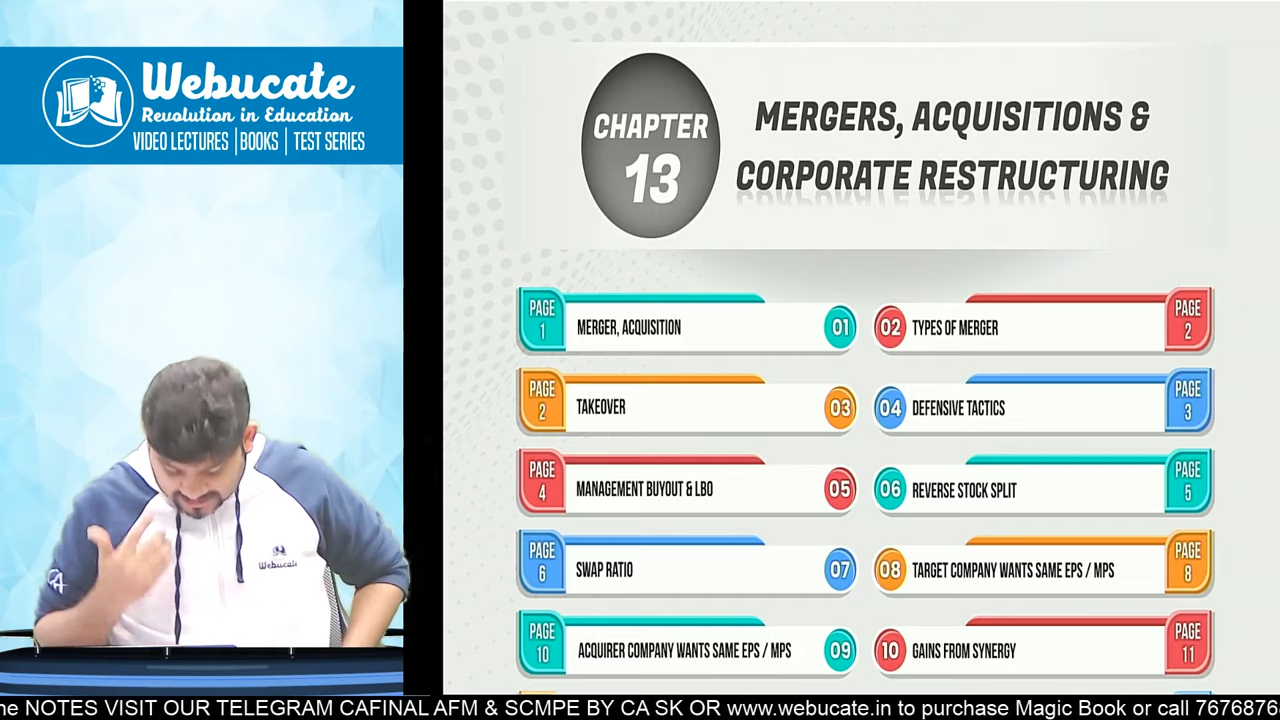 Webucate
Revolution in Education
VIDEO LECTURES | BOOKS | TEST SERIES
Webucate
CHAPTER
13
MERGERS, ACQUISITIONS &
CORPORATE RESTRUCTURING
PAGE
1
MERGER, ACQUISITION
01
02
TYPES OF MERGER
PAGE
2
PAGE
2
TAKEOVER
03
04
DEFENSIVE TACTICS
PAGE
3
PAGE
4
MANAGEMENT BUYOUT & LBO
05
06
REVERSE STOCK SPLIT
PAGE
5
PAGE
6
SWAP RATIO
07
08
TARGET COMPANY WANTS SAME EPS / MPS
PAGE
8
PAGE
10
ACQUIRER COMPANY WANTS SAME EPS / MPS
09
10
GAINS FROM SYNERGY
PAGE
11
NOTES VISIT OUR TELEGRAM CAFINAL AFM & SCMPE BY CA SK OR www.webucate.in to purchase Magic Book or call 7676876